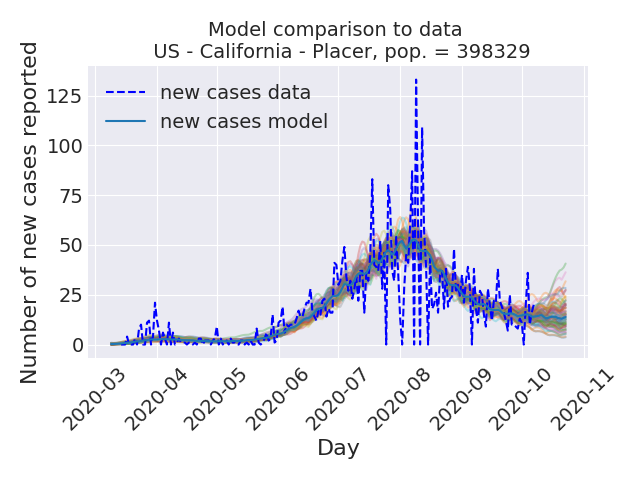 Model comparison to data
US - California - Placer, pop. = 398329
Number of new cases reported
125
100
75
50
25
0
new cases data
new cases model
2020-03
2020-04
2020-05
2020-06
2020-07
2020-08
2020-09
2020-10
2020-11
Day